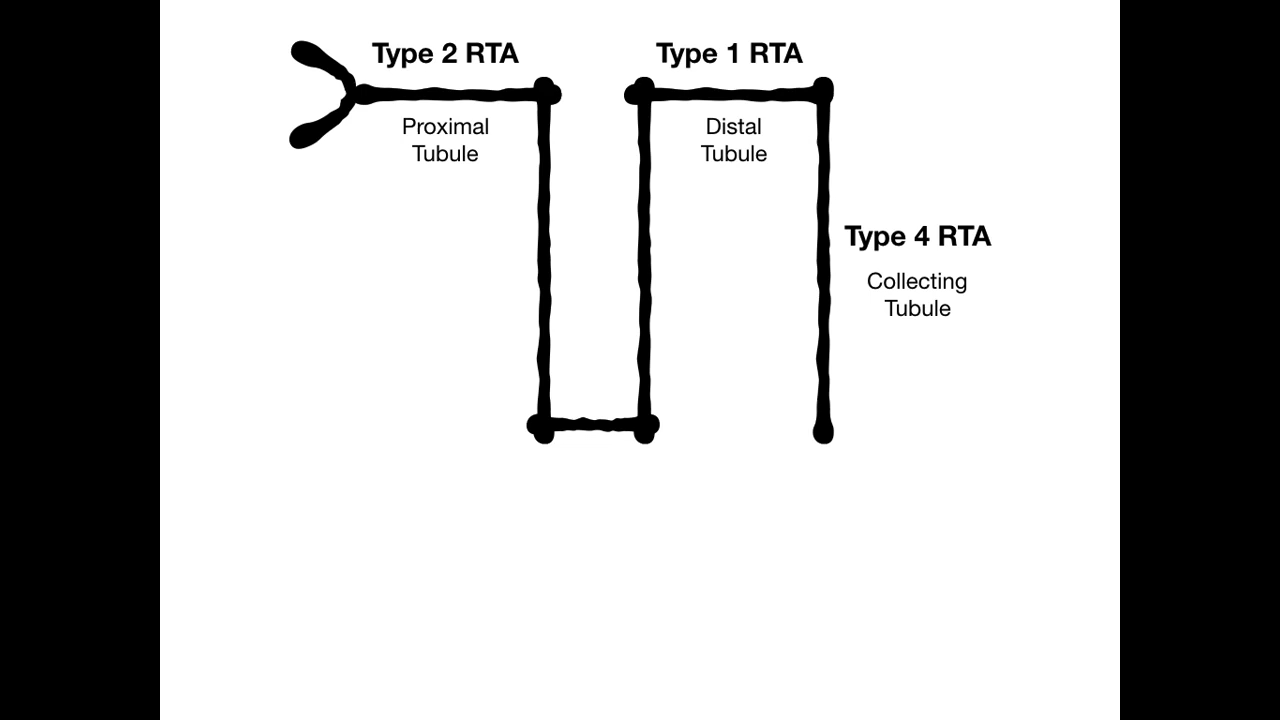 Type 2 RTA
Proximal
Tubule
Type 1 RTA
Distal
Tubule
Type 4 RTA
Collecting
Tubule